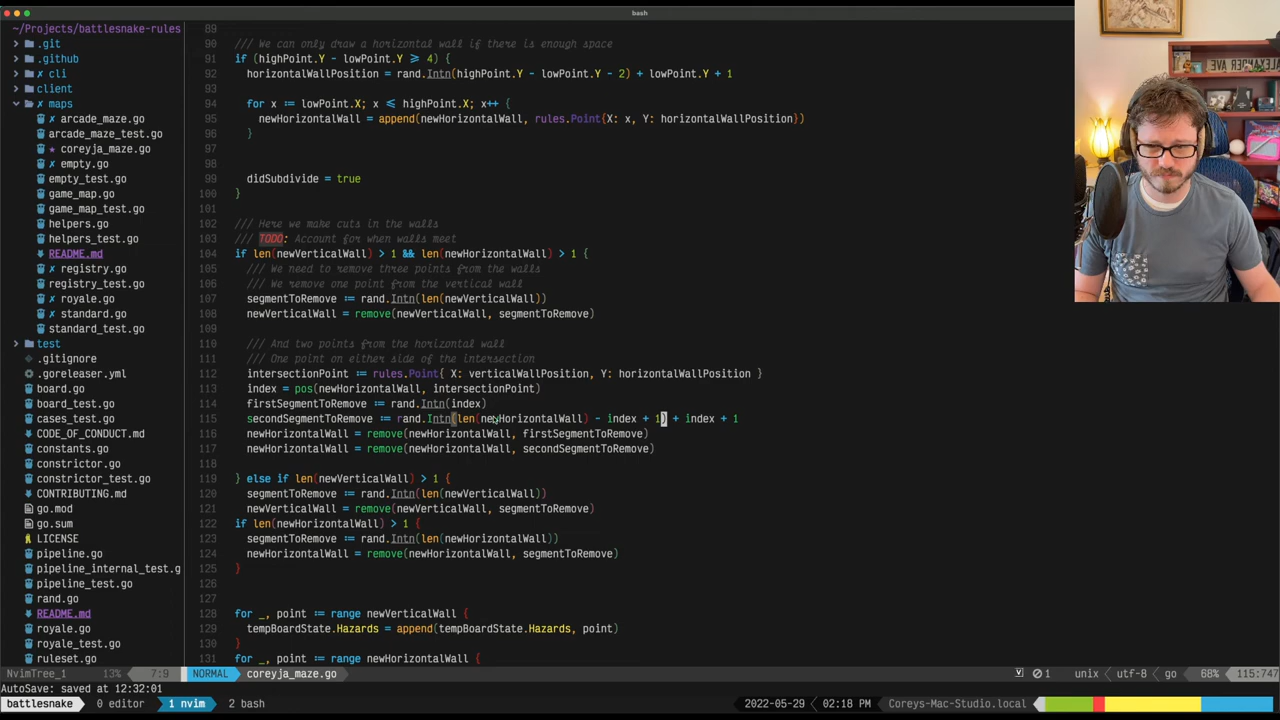 bash
~/Projects/battlesnake-rules
.git
.github
cli
client
maps
arcade_maze.go
arcade_maze_test.go
coreyja_maze.go
empty.go
empty_test.go
game_map.go
game_map_test.go
helpers.go
helpers_test.go
README.md
registry.go
registry_test.go
royale.go
standard.go
standard_test.go
test
.gitignore
.goreleaser.yml
board.go
board_test.go
cases_test.go
CODE_OF_CONDUCT.md
constants.go
constrictor.go
constrictor_test.go
CONTRIBUTING.md
go.mod
go.sum
LICENSE
pipeline.go
pipeline_internal_test.g
pipeline_test.go
rand.go
README.md
royale.go
royale_test.go
ruleset.go
89
90 /// We can only draw a horizontal wall if there is enough space
91 if (highPoint.Y - lowPoint.Y >= 4) {
92 horizontalWallPosition = rand.Intn(highPoint.Y - lowPoint.Y - 2) + lowPoint.Y + 1
93
94 for x := lowPoint.X; x <= highPoint.X; x++ {
95 newHorizontalWall = append(newHorizontalWall, rules.Point{X: x, Y: horizontalWallPosition})
96 }
97
98
99 didSubdivide = true
100 }
101
102 /// Here we make cuts in the walls
103 /// TODO: Account for when walls meet
104 if len(newVerticalWall) > 1 && len(newHorizontalWall) > 1 {
105 /// We need to remove three points from the walls
106 /// We remove one point from the vertical wall
107 segmentToRemove := rand.Intn(len(newVerticalWall))
108 newVerticalWall = remove(newVerticalWall, segmentToRemove)
109
110 /// And two points from the horizontal wall
111 /// One point on either side of the intersection
112 intersectionPoint := rules.Point{ X: verticalWallPosition, Y: horizontalWallPosition }
113 index = pos(newHorizontalWall, intersectionPoint)
114 firstSegmentToRemove := rand.Intn(index)
115 secondSegmentToRemove := rand.Intn(len(newHorizontalWall) - index + 1) + index + 1
116 newHorizontalWall = remove(newHorizontalWall, firstSegmentToRemove)
117 newHorizontalWall = remove(newHorizontalWall, secondSegmentToRemove)
118
119 } else if len(newVerticalWall) > 1 {
120 segmentToRemove := rand.Intn(len(newVerticalWall))
121 newVerticalWall = remove(newVerticalWall, segmentToRemove)
122 if len(newHorizontalWall) > 1 {
123 segmentToRemove := rand.Intn(len(newHorizontalWall))
124 newHorizontalWall = remove(newHorizontalWall, segmentToRemove)
125 }
126
127
128 for _, point := range newVerticalWall {
129 tempBoardState.Hazards = append(tempBoardState.Hazards, point)
130 }
131 for _, point := range newHorizontalWall {
NvimTree_1 13% 7:9 NORMAL coreyja_maze.go V 1 unix utf-8 go 68% 115:747
AutoSave: saved at 12:32:01
battlesnake 0 editor 1 nvim 2 bash 2022-05-29 02:18 PM Coreys-Mac-Studio.local
ALEXANDER AVE